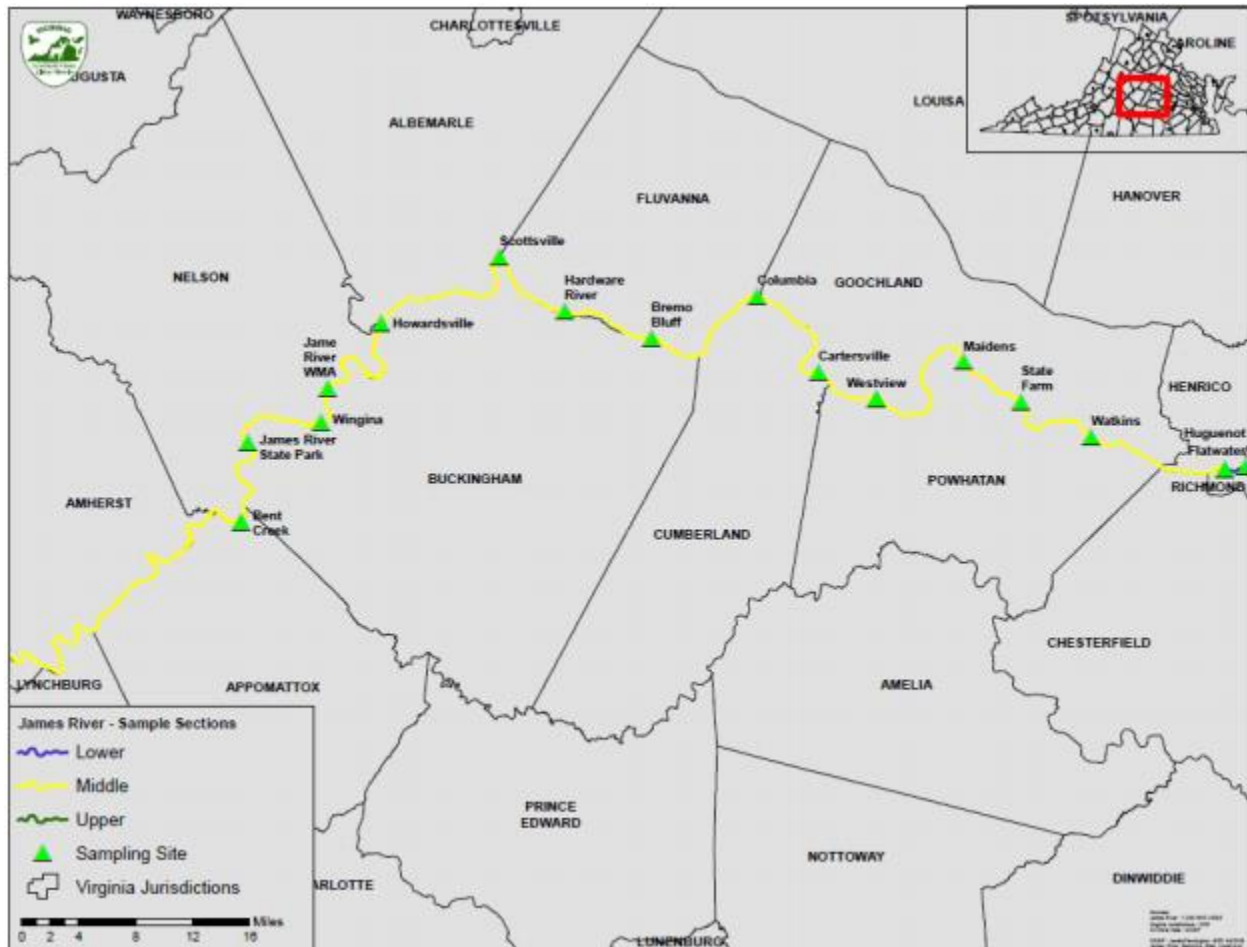 WAYNESBORO
CHARLOTTESVILLE
SPOTSYLVANIA
AROLINE
UGUSTA
LOUISA
ALBEMARLE
HANOVER
FLUVANNA
Scottsville
NELSON
Hardware
River
Columbia
GOOCHLAND
Bremo
Bluff
Howardsville
Jame
River
WMA
Maidens
Cartersville
State
Farm
HENRICO
Westview
Wingina
Watkins
Huguenot
Flatwater
James River
State Park
RICHMOND
BUCKINGHAM
POWHATAN
AMHERST
Bent
Creek
CUMBERLAND
CHESTERFIELD
LYNCHBURG
APPOMATTOX
AMELIA
James River - Sample Sections
Lower
Middle
Upper
Sampling Site
Virginia Jurisdictions
Miles
0 2 4 8 12 16
PRINCE
EDWARD
NOTTOWAY
ARLOTTE
DINWIDDIE
LUNENBURG